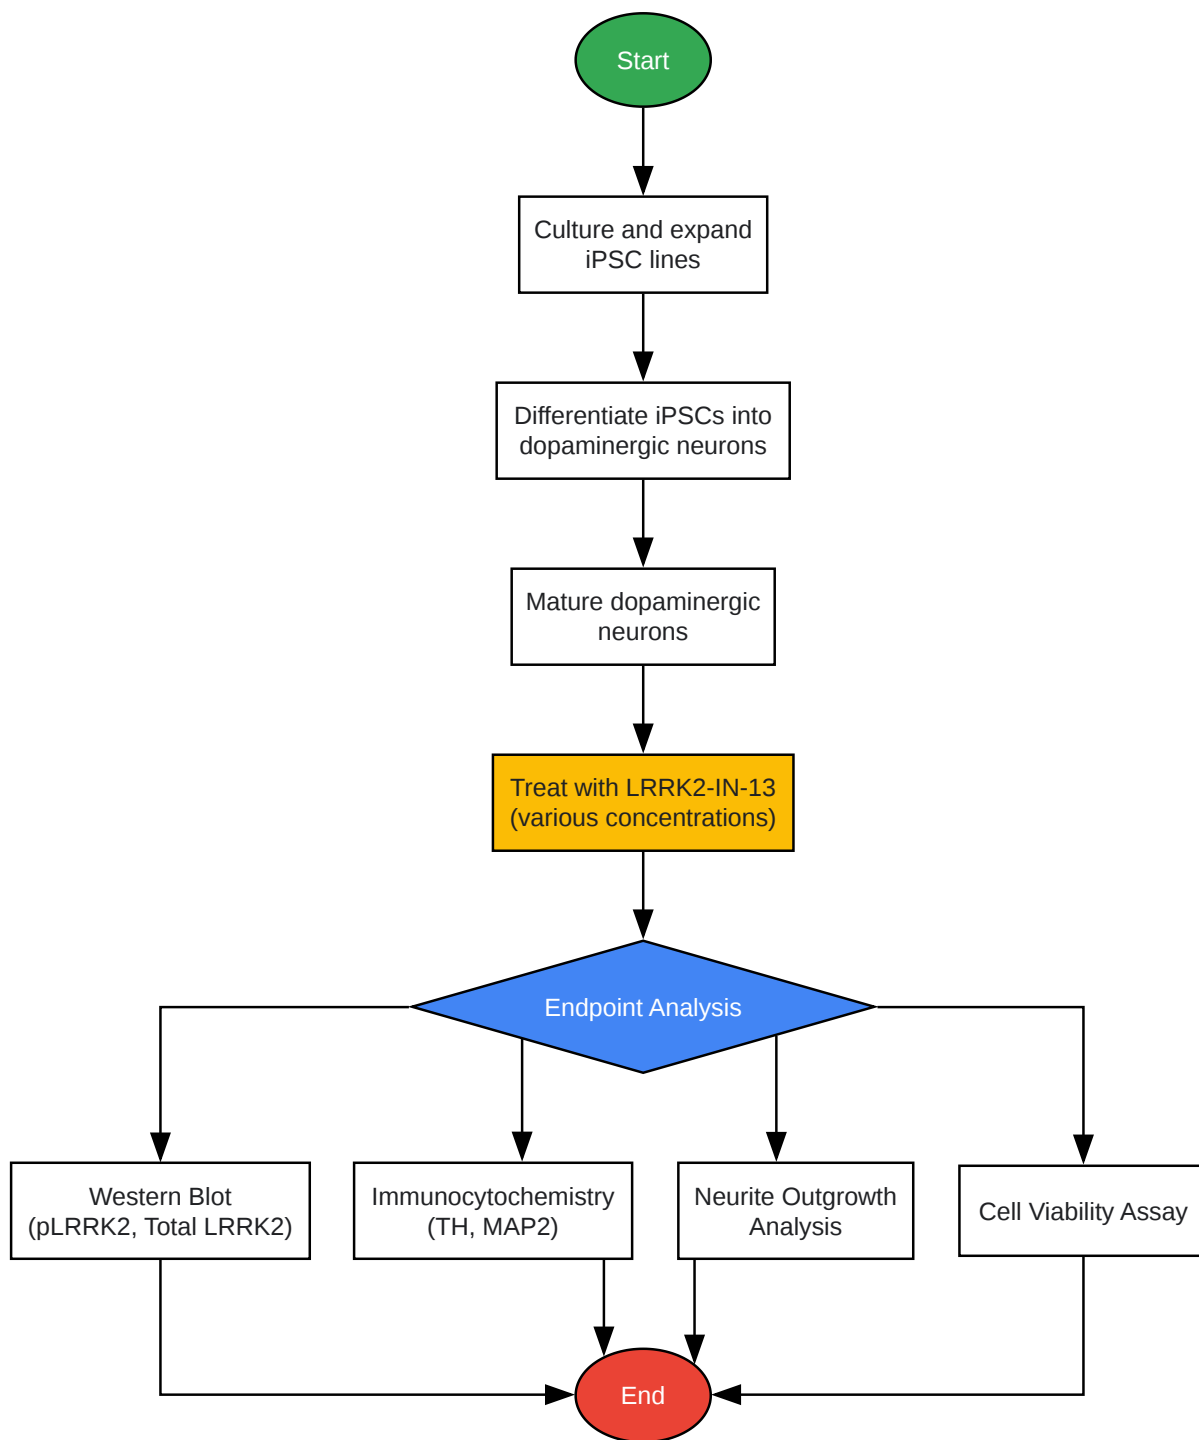 Start
Culture and expand
iPSC lines
Differentiate iPSCs into
dopaminergic neurons
Mature dopaminergic
neurons
Treat with LRRK2-IN-13
(various concentrations)
Endpoint Analysis
Western Blot
(pLRRK2, Total LRRK2)
Immunocytochemistry
(TH, MAP2)
Neurite Outgrowth
Analysis
Cell Viability Assay
End